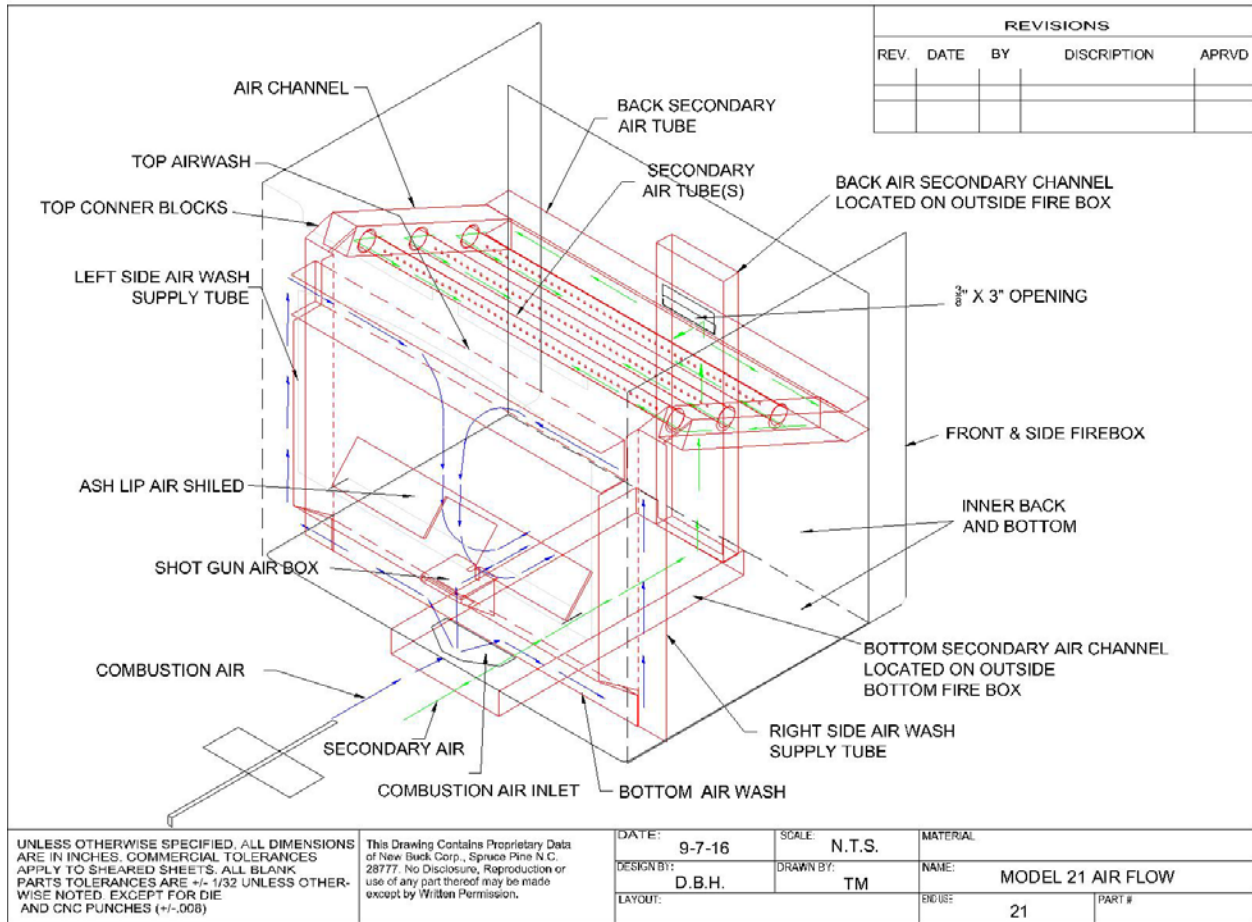 REVISIONS
REV. DATE BY DISCRIPTION APRVD
AIR CHANNEL
BACK SECONDARY
AIR TUBE
TOP AIRWASH
SECONDARY
AIR TUBE(S)
TOP CONNER BLOCKS
BACK AIR SECONDARY CHANNEL
LOCATED ON OUTSIDE FIRE BOX
LEFT SIDE AIR WASH
SUPPLY TUBE
3/8" X 3" OPENING
FRONT & SIDE FIREBOX
ASH LIP AIR SHILED
INNER BACK
AND BOTTOM
SHOT GUN AIR BOX
BOTTOM SECONDARY AIR CHANNEL
LOCATED ON OUTSIDE
BOTTOM FIRE BOX
COMBUSTION AIR
RIGHT SIDE AIR WASH
SUPPLY TUBE
SECONDARY AIR
COMBUSTION AIR INLET
BOTTOM AIR WASH
UNLESS OTHERWISE SPECIFIED, ALL DIMENSIONS
ARE IN INCHES. COMMERCIAL TOLERANCES
APPLY TO SHEARED SHEETS. ALL BLANK
PARTS TOLERANCES ARE +/- 1/32 UNLESS OTHER-
WISE NOTED. EXCEPT FOR DIE
AND CNC PUNCHES (+/-.008)
This Drawing Contains Proprietary Data
of New Buck Corp., Spruce Pine N.C.
28777. No Disclosure, Reproduction or
use of any part thereof may be made
except by Written Permission.
DATE: 9-7-16
SCALE: N.T.S.
MATERIAL
DESIGN BY: D.B.H.
DRAWN BY: TM
NAME: MODEL 21 AIR FLOW
LAYOUT:
END USE 21
PART #